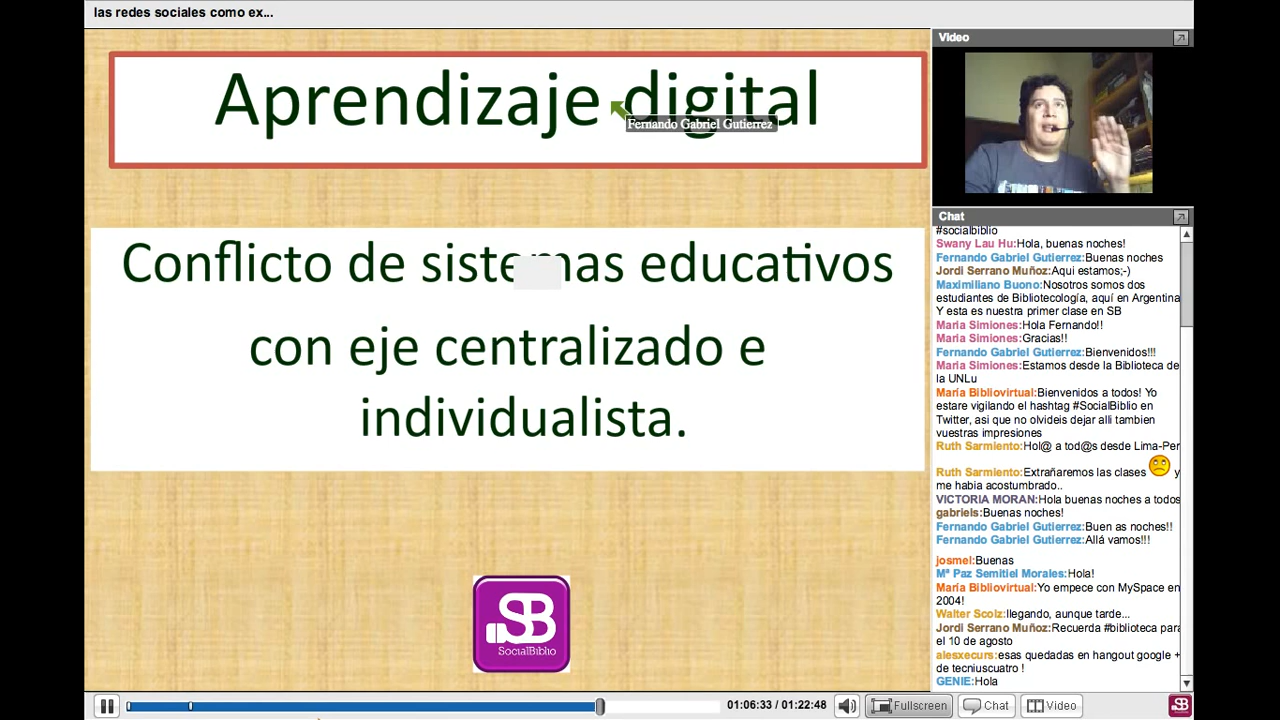 las redes sociales como ex...
Aprendizaje digital
Fernando Gabriel Gutierrez
Conflicto de sistemas educativos
con eje centralizado e
individualista.
SB
SocialBiblio
Video
Chat
#socialbiblio
Swany Lau Hu:Hola, buenas noches!
Fernando Gabriel Gutierrez:Buenas noches
Jordi Serrano Muñoz:Aqui estamos;-)
Maximiliano Buono:Nosotros somos dos
estudiantes de Bibliotecología, aquí en Argentina
Y esta es nuestra primer clase en SB
Maria Simiones:Hola Fernando!!
Maria Simiones:Gracias!!
Fernando Gabriel Gutierrez:Bienvenidos!!!
Maria Simiones:Estamos desde la Biblioteca de
la UNLu
María Bibliovirtual:Bienvenidos a todos! Yo
estare vigilando el hashtag #SocialBiblio en
Twitter, asi que no olvideis dejar alli tambien
vuestras impresiones
Ruth Sarmiento:Hol@ a tod@s desde Lima-Per
Ruth Sarmiento:Extrañaremos las clases y
me habia acostumbrado..
VICTORIA MORAN:Hola buenas noches a todos
gabriels:Buenas noches!
Fernando Gabriel Gutierrez:Buen as noches!!
Fernando Gabriel Gutierrez:Allá vamos!!!
josmel:Buenas
Mª Paz Semitiel Morales:Hola!
María Bibliovirtual:Yo empece con MySpace en
2004!
Walter Scolz:llegando, aunque tarde...
Jordi Serrano Muñoz:Recuerda #biblioteca para
el 10 de agosto
alesxecurs:esas quedadas en hangout google +
de tecniuscuatro !
GENIE:Hola
01:06:33 / 01:22:48
Fullscreen
Chat
Video
SB